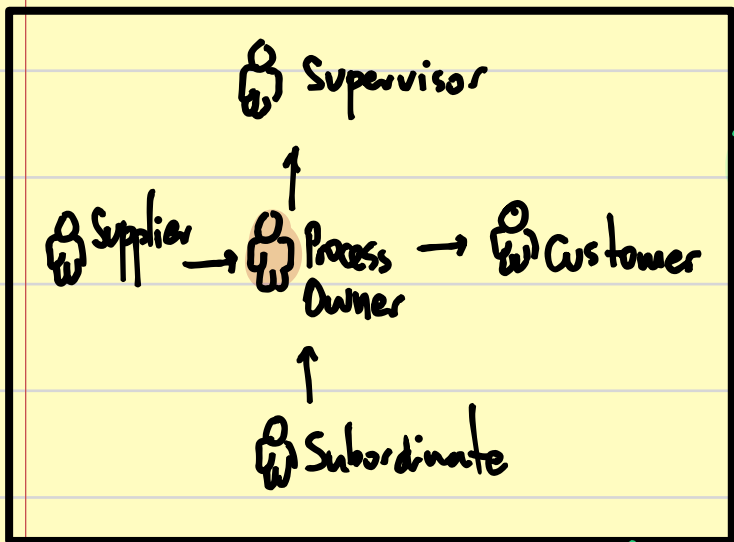 Supervisor
Supplier
Process
Owner
Customer
Subordinate